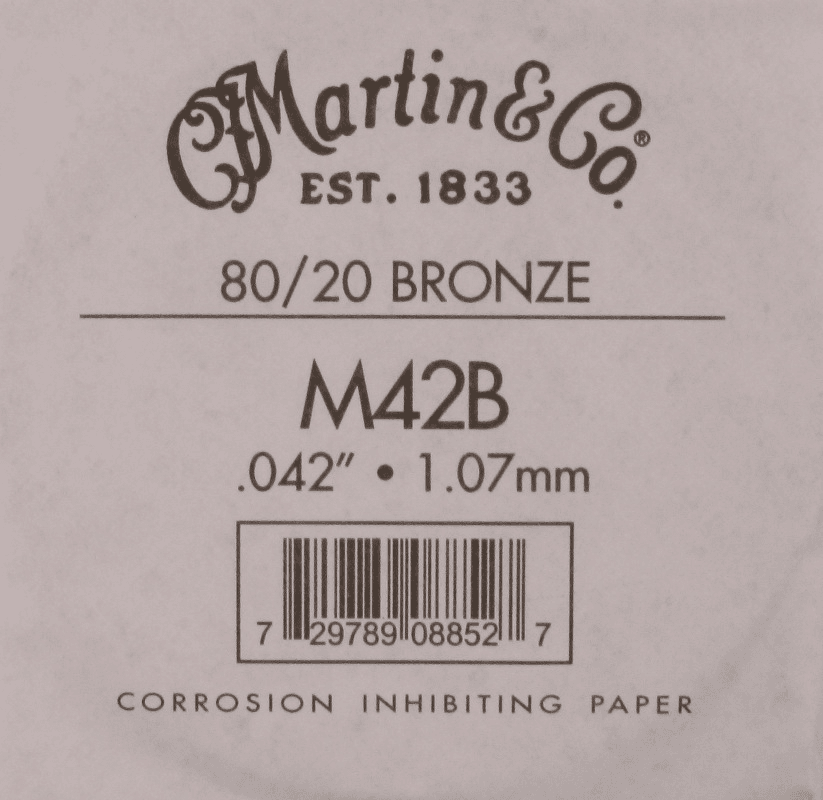 CFMartin & Co.®
EST. 1833
80/20 BRONZE
M42B
.042" • 1.07mm
7 29789 08852 7
CORROSION INHIBITING PAPER